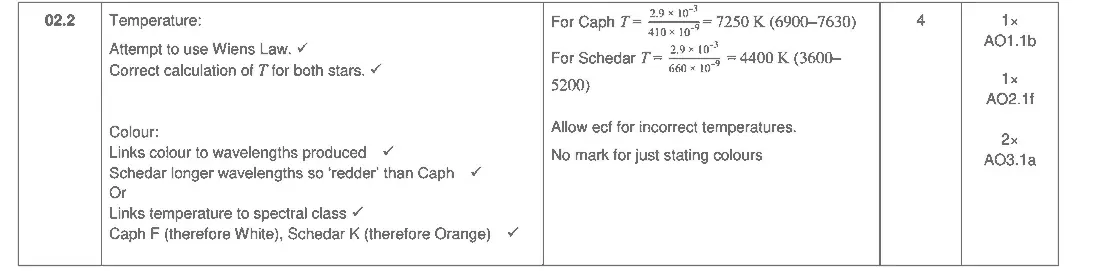 02.2
Temperature:
Attempt to use Wiens Law. ✓
Correct calculation of T for both stars. ✓
Colour:
Links colour to wavelengths produced ✓
Schedar longer wavelengths so 'redder' than Caph ✓
Or
Links temperature to spectral class ✓
Caph F (therefore White), Schedar K (therefore Orange) ✓
For Caph T = 2.9 × 10⁻³ / 410 × 10⁻⁹ = 7250 K (6900–7630)
For Schedar T = 2.9 × 10⁻³ / 660 × 10⁻⁹ = 4400 K (3600–
5200)
Allow ecf for incorrect temperatures.
No mark for just stating colours
4
1×
AO1.1b
1×
AO2.1f
2×
AO3.1a